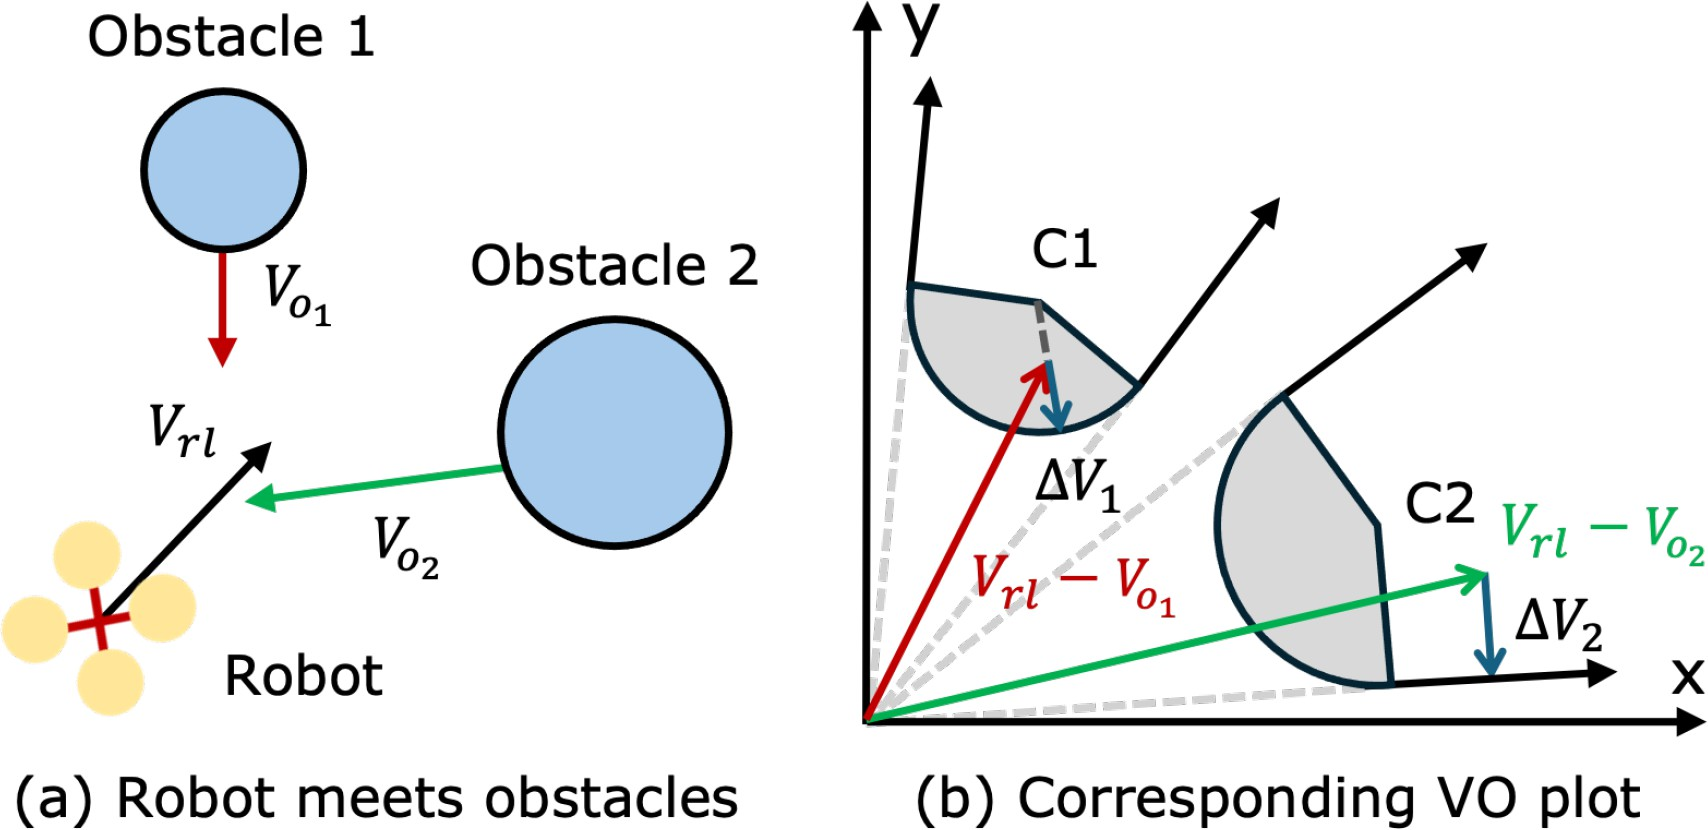 Obstacle 1
V_{o_1}
Obstacle 2
V_{rl}
V_{o_2}
Robot
(a) Robot meets obstacles
y
C1
ΔV_1
V_{rl} − V_{o_1}
C2
V_{rl} − V_{o_2}
ΔV_2
x
(b) Corresponding VO plot